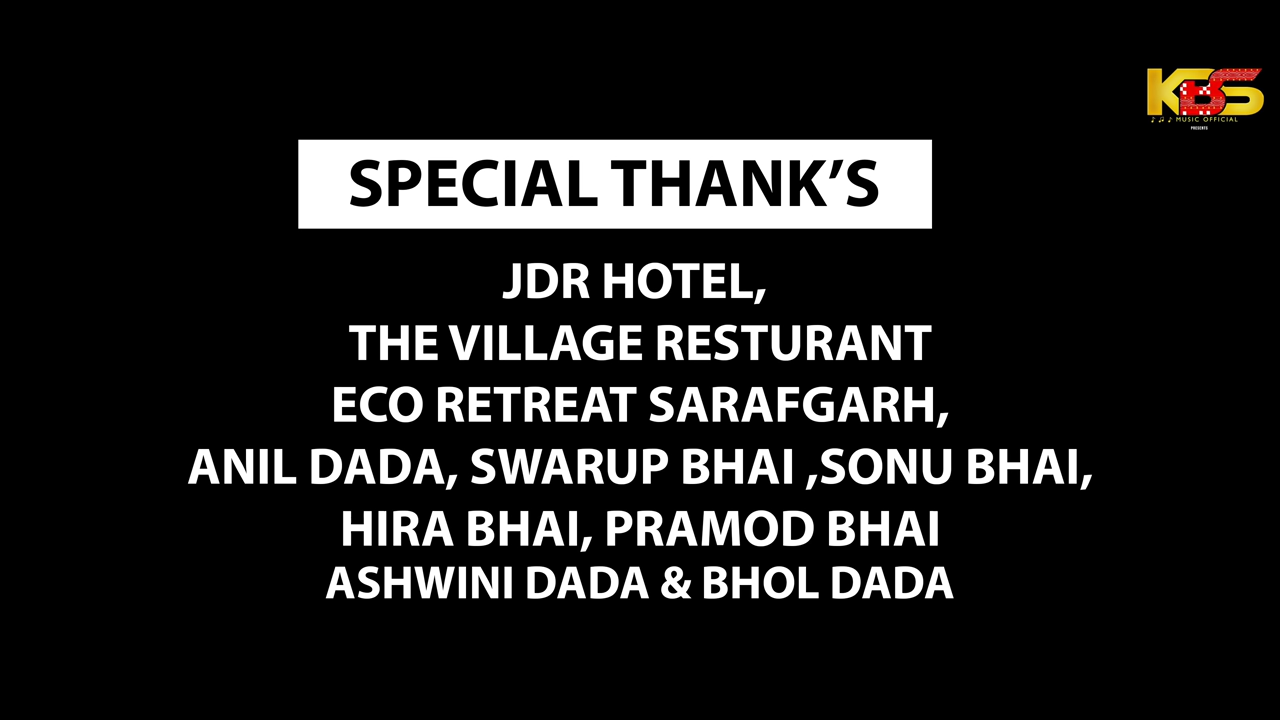 KBS
MUSIC OFFICIAL
PRESENTS
SPECIAL THANK’S
JDR HOTEL,
THE VILLAGE RESTURANT
ECO RETREAT SARAFGARH,
ANIL DADA, SWARUP BHAI ,SONU BHAI,
HIRA BHAI, PRAMOD BHAI
ASHWINI DADA & BHOL DADA